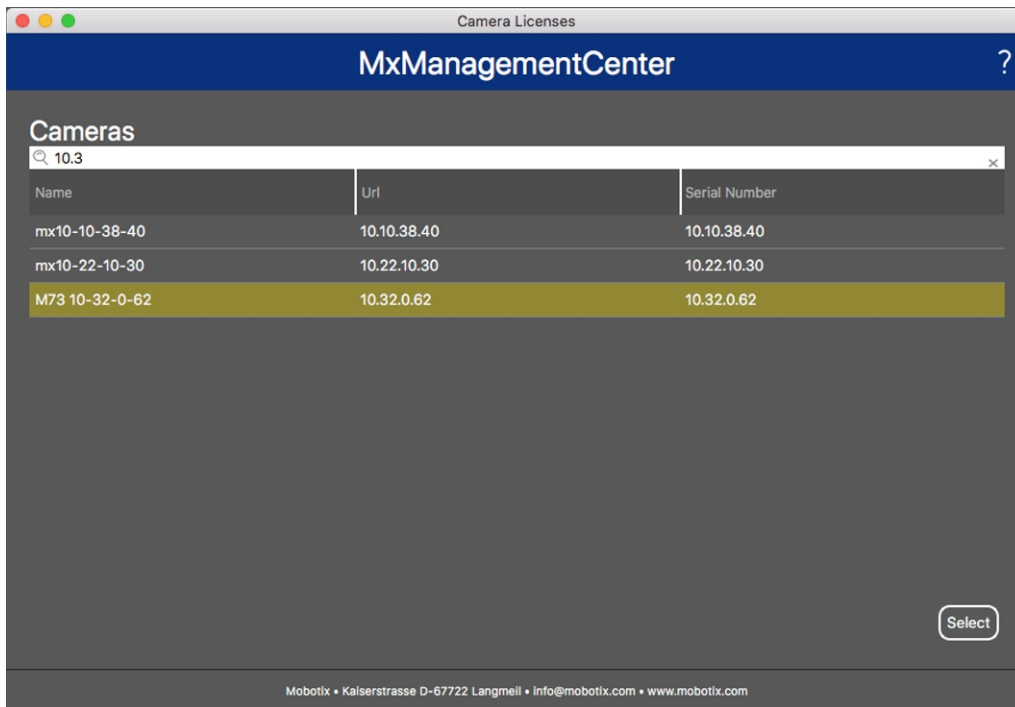 Camera Licenses
MxManagementCenter ?
Cameras
10.3 ×
Name Url Serial Number
mx10-10-38-40 10.10.38.40 10.10.38.40
mx10-22-10-30 10.22.10.30 10.22.10.30
M73 10-32-0-62 10.32.0.62 10.32.0.62
Select
Mobotix • Kaiserstrasse D-67722 Langmeil • info@mobotix.com • www.mobotix.com